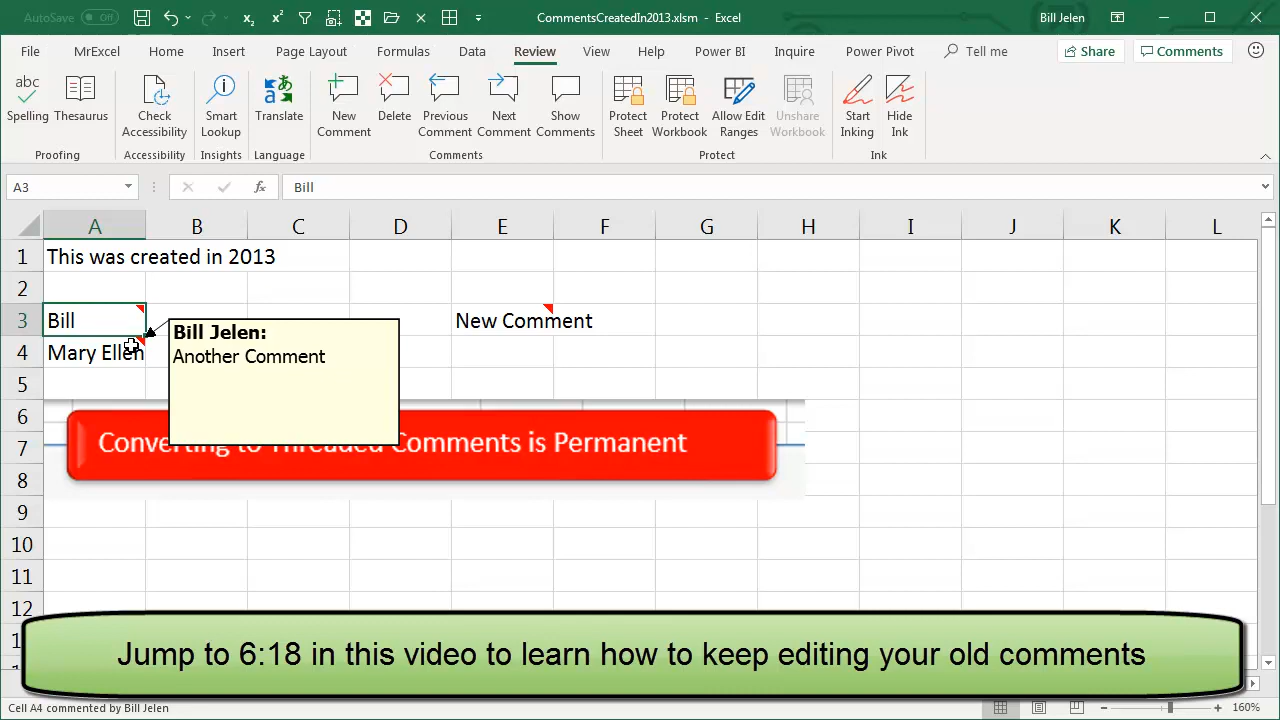 AutoSave Off
x₂ x²
CommentsCreatedIn2013.xlsm - Excel
Bill Jelen
File MrExcel Home Insert Page Layout Formulas Data Review View Help Power BI Inquire Power Pivot Tell me Share Comments
abc
Spelling Thesaurus Check Accessibility Smart Lookup Translate New Comment Delete Previous Comment Next Comment Show Comments Protect Sheet Protect Workbook Allow Edit Ranges Unshare Workbook Start Inking Hide Ink
Proofing Accessibility Insights Language Comments Protect Ink
A3 fx Bill
A B C D E F G H I J K L
1 This was created in 2013
2
3 Bill New Comment
Bill Jelen:
4 Mary Ellen
Another Comment
5
6
7 Converting to Threaded Comments is Permanent
8
9
10
11
12
Jump to 6:18 in this video to learn how to keep editing your old comments
Cell A4 commented by Bill Jelen 160%